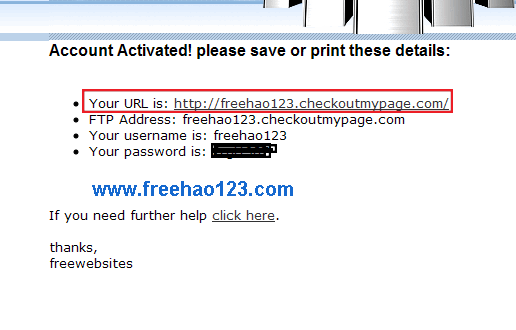 Account Activated! please save or print these details:
Your URL is: http://freehao123.checkoutmypage.com/
FTP Address: freehao123.checkoutmypage.com
Your username is: freehao123
Your password is:
www.freehao123.com
If you need further help click here.
thanks,
freewebsites